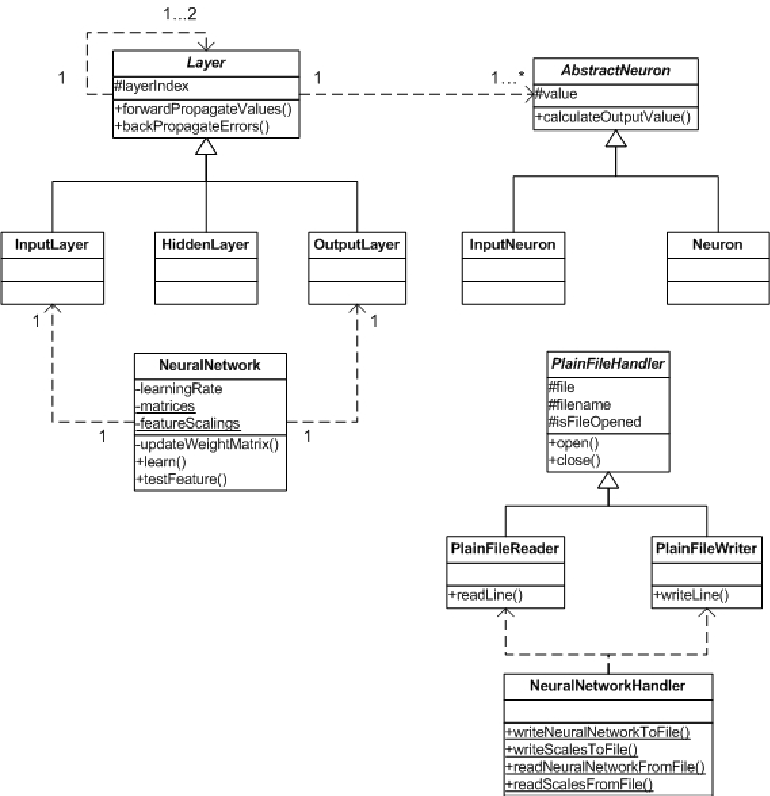 1...2
Layer
1
#layerIndex
+forwardPropagateValues()
+backPropagateErrors()
1
1...*
AbstractNeuron
#value
+calculateOutputValue()
InputLayer
HiddenLayer
OutputLayer
InputNeuron
Neuron
1
1
NeuralNetwork
-learningRate
-matrices
-featureScalings
1
1
-updateWeightMatrix()
+learn()
+testFeature()
PlainFileHandler
#file
#filename
#isFileOpened
+open()
+close()
PlainFileReader
+readLine()
PlainFileWriter
+writeLine()
NeuralNetworkHandler
+writeNeuralNetworkToFile()
+writeScalesToFile()
+readNeuralNetworkFromFile()
+readScalesFromFile()